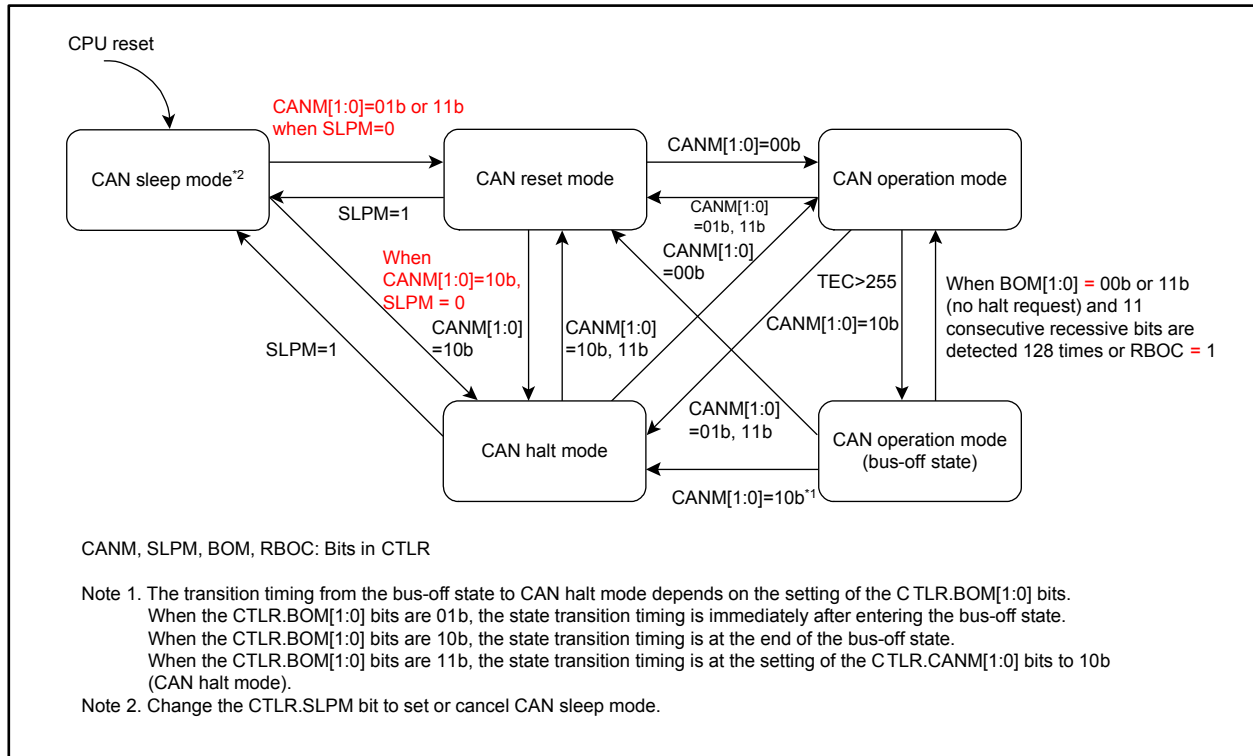 CPU reset
CANM[1:0]=01b or 11b
when SLPM=0
CAN sleep mode*2
CAN reset mode
CANM[1:0]=00b
CAN operation mode
SLPM=1
CANM[1:0]
=01b, 11b
When
CANM[1:0]=10b,
SLPM = 0
CANM[1:0]
=00b
TEC>255
When BOM[1:0] = 00b or 11b
(no halt request) and 11
consecutive recessive bits are
detected 128 times or RBOC = 1
CANM[1:0]
=10b
CANM[1:0]
=10b, 11b
CANM[1:0]=10b
SLPM=1
CANM[1:0]
=01b, 11b
CAN halt mode
CAN operation mode
(bus-off state)
CANM[1:0]=10b*1
CANM, SLPM, BOM, RBOC: Bits in CTLR
Note 1. The transition timing from the bus-off state to CAN halt mode depends on the setting of the CTLR.BOM[1:0] bits.
When the CTLR.BOM[1:0] bits are 01b, the state transition timing is immediately after entering the bus-off state.
When the CTLR.BOM[1:0] bits are 10b, the state transition timing is at the end of the bus-off state.
When the CTLR.BOM[1:0] bits are 11b, the state transition timing is at the setting of the CTLR.CANM[1:0] bits to 10b
(CAN halt mode).
Note 2. Change the CTLR.SLPM bit to set or cancel CAN sleep mode.